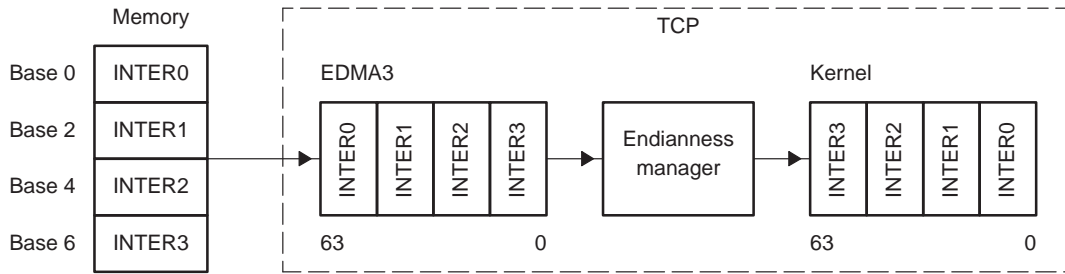 Memory
TCP
Base 0
INTER0
EDMA3
Kernel
Base 2
INTER1
INTER0
INTER1
INTER2
INTER3
Endianness
manager
INTER3
INTER2
INTER1
INTER0
Base 4
INTER2
Base 6
INTER3
63
0
63
0